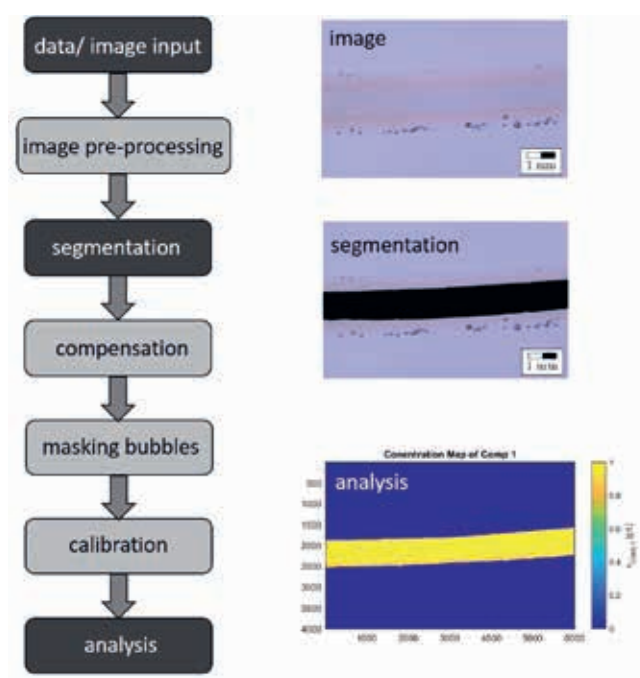 data/ image input
image pre-processing
segmentation
compensation
masking bubbles
calibration
analysis
image
1 mm
segmentation
Conentration Map of Comp 1
analysis
500
1000
1500
2000
2500
3000
3500
4000
1000
2000
3000
4000
5000
6000
1
0.8
0.6
0.4
0.2
0